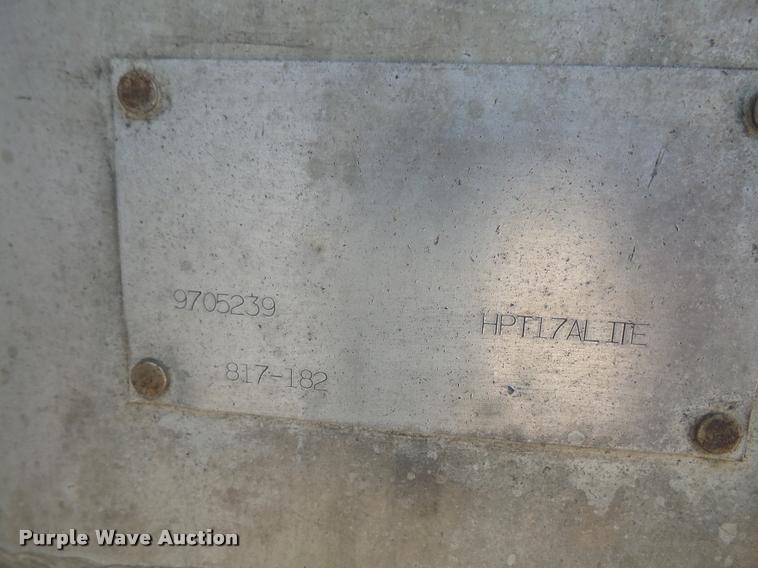 9705239
HPT17ALITE
817-182
Purple Wave Auction